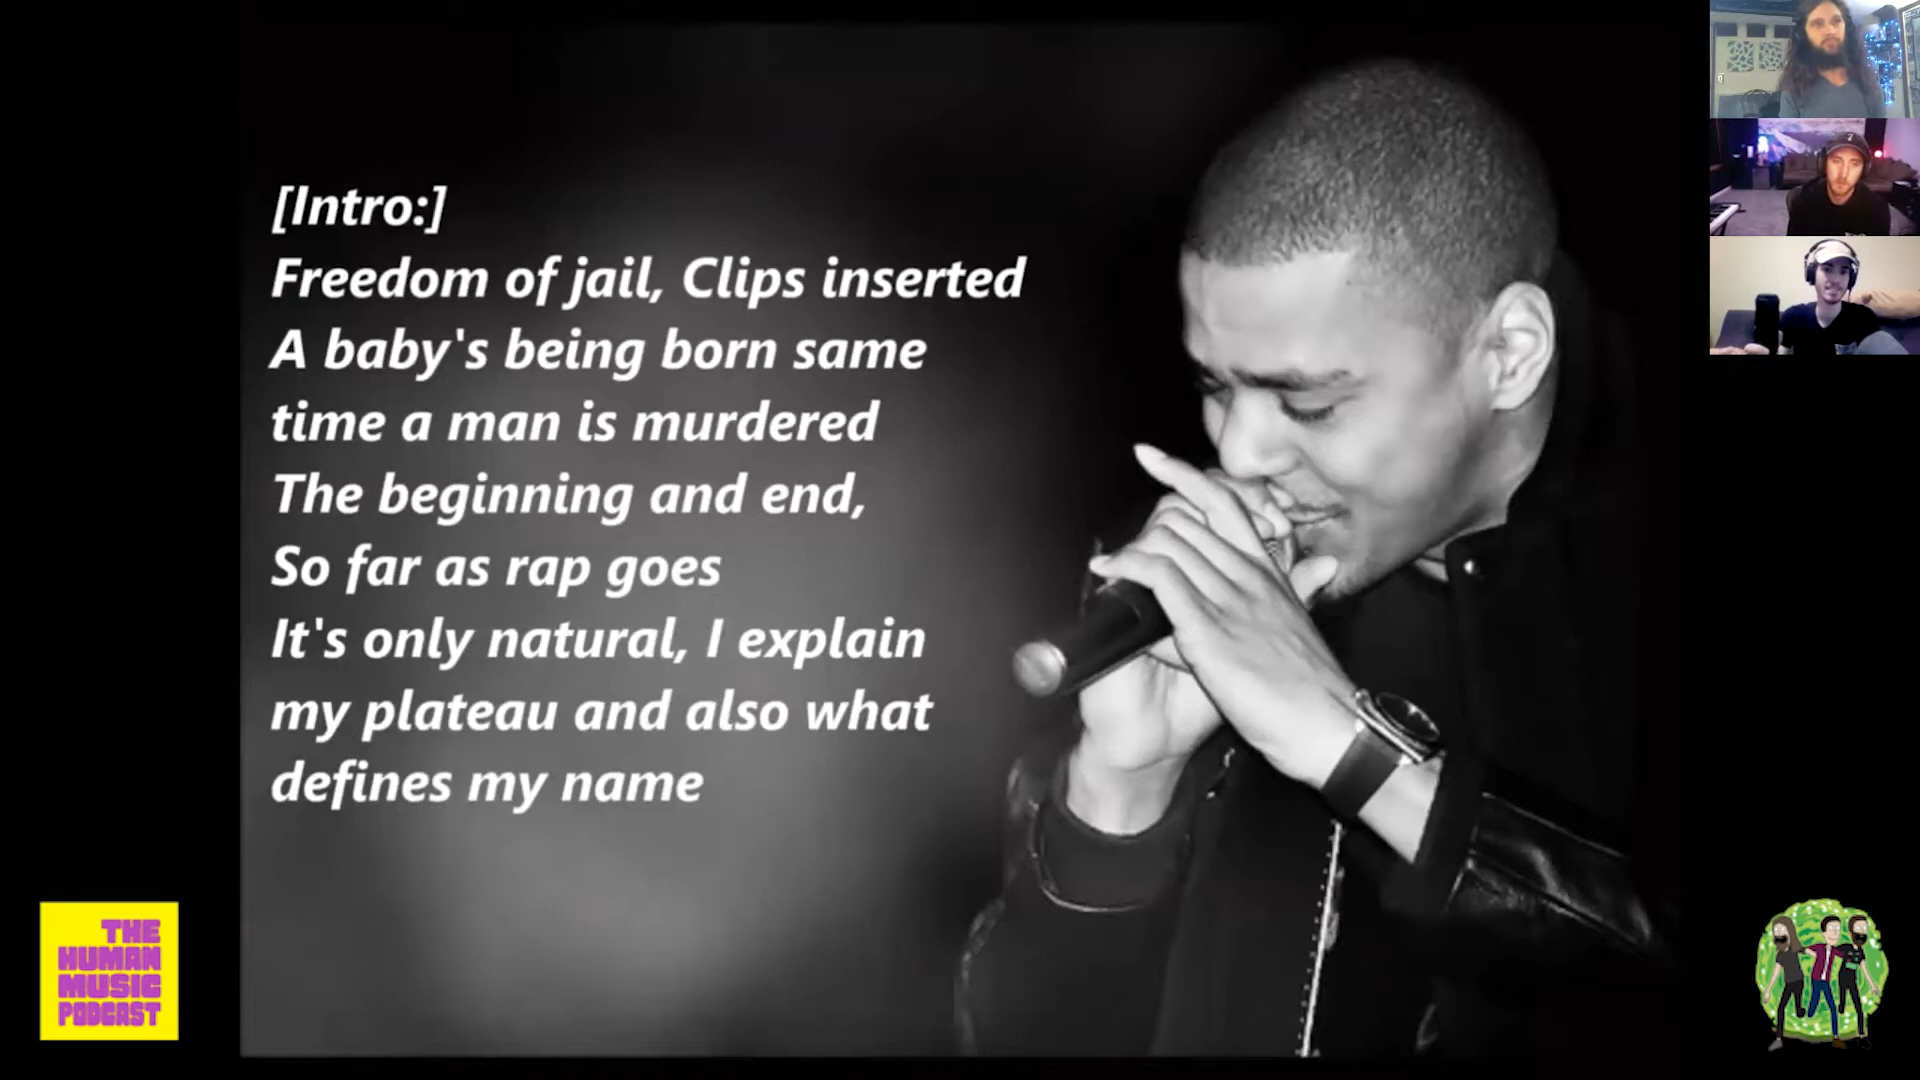 [Intro:]
Freedom of jail, Clips inserted
A baby's being born same
time a man is murdered
The beginning and end,
So far as rap goes
It's only natural, I explain
my plateau and also what
defines my name
THE
HUMAN
MUSIC
PODCAST